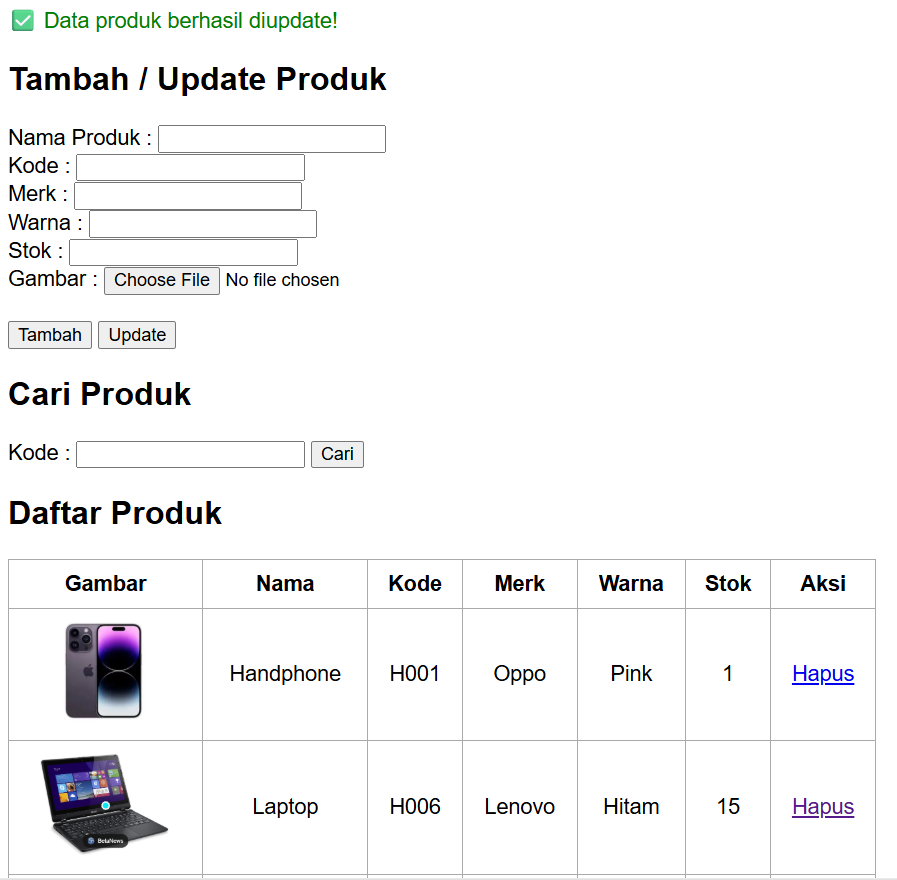 ✅ Data produk berhasil diupdate!
Tambah / Update Produk
Nama Produk :
Kode :
Merk :
Warna :
Stok :
Gambar : Choose File No file chosen
Tambah Update
Cari Produk
Kode : Cari
Daftar Produk
Gambar Nama Kode Merk Warna Stok Aksi
Handphone H001 Oppo Pink 1 Hapus
Laptop H006 Lenovo Hitam 15 Hapus
BetaNews